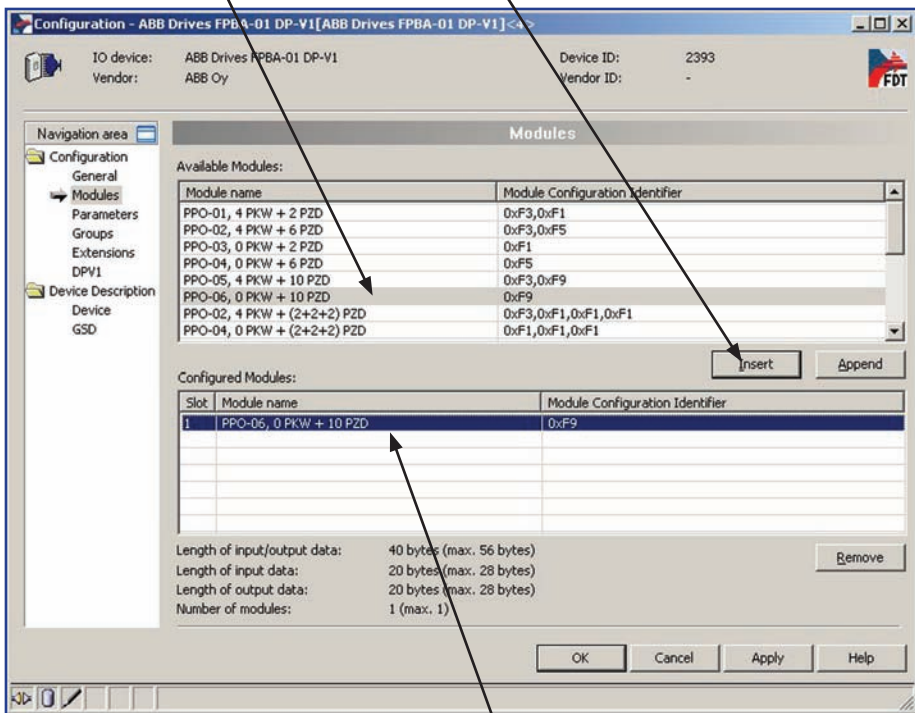 Configuration - ABB Drives FPBA-01 DP-V1[ABB Drives FPBA-01 DP-V1]<4>
IO device: ABB Drives FPBA-01 DP-V1 Device ID: 2393
Vendor: ABB Oy Vendor ID: -
FDT
Navigation area
Configuration
General
Modules
Parameters
Groups
Extensions
DPV1
Device Description
Device
GSD
Modules
Available Modules:
Module name Module Configuration Identifier
PPO-01, 4 PKW + 2 PZD 0xF3,0xF1
PPO-02, 4 PKW + 6 PZD 0xF3,0xF5
PPO-03, 0 PKW + 2 PZD 0xF1
PPO-04, 0 PKW + 6 PZD 0xF5
PPO-05, 4 PKW + 10 PZD 0xF3,0xF9
PPO-06, 0 PKW + 10 PZD 0xF9
PPO-02, 4 PKW + (2+2+2) PZD 0xF3,0xF1,0xF1,0xF1
PPO-04, 0 PKW + (2+2+2) PZD 0xF1,0xF1,0xF1
Insert Append
Configured Modules:
Slot Module name Module Configuration Identifier
1 PPO-06, 0 PKW + 10 PZD 0xF9
Length of input/output data: 40 bytes (max. 56 bytes)
Length of input data: 20 bytes (max. 28 bytes)
Length of output data: 20 bytes (max. 28 bytes)
Number of modules: 1 (max. 1)
Remove
OK Cancel Apply Help